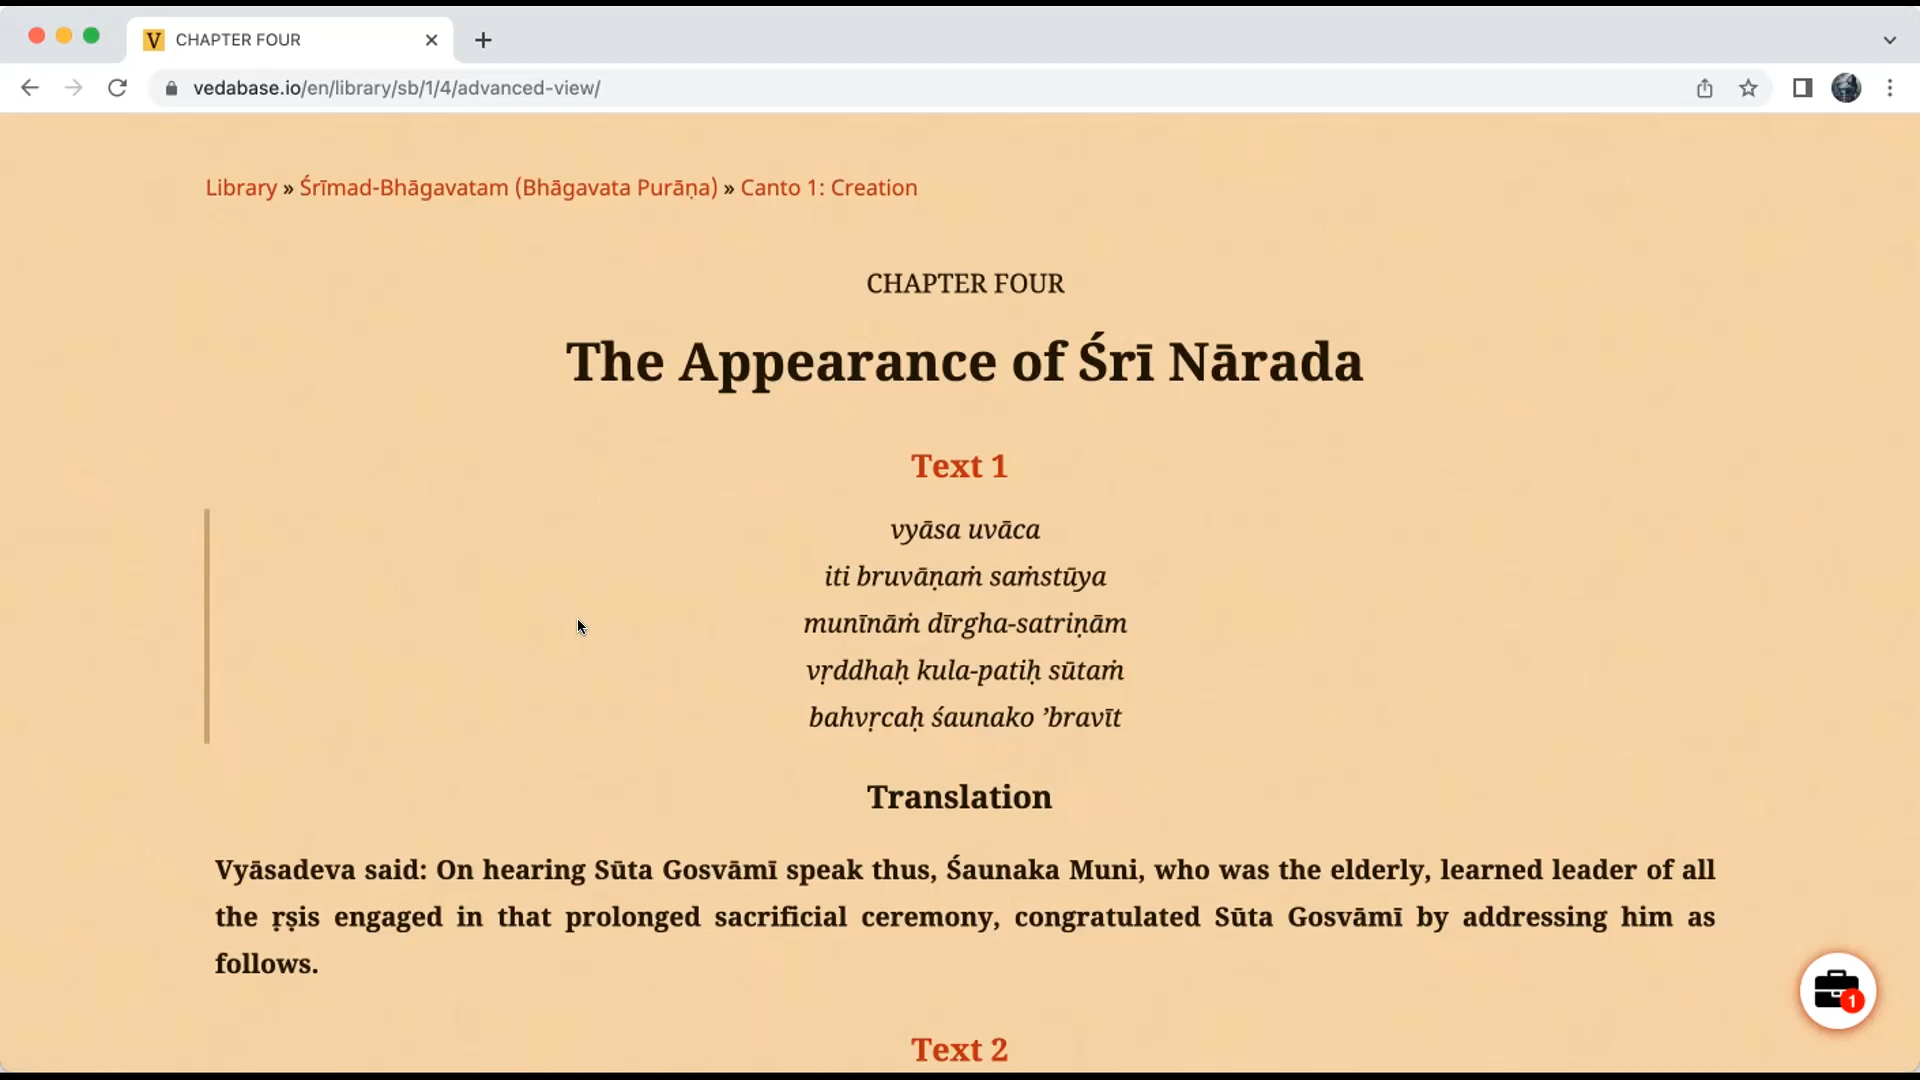 CHAPTER FOUR
vedabase.io/en/library/sb/1/4/advanced-view/
Library » Śrīmad-Bhāgavatam (Bhāgavata Purāṇa) » Canto 1: Creation
CHAPTER FOUR
The Appearance of Śrī Nārada
Text 1
vyāsa uvāca
iti bruvāṇaṁ saṁstūya
munīnāṁ dīrgha-satriṇām
vṛddhaḥ kula-patiḥ sūtaṁ
bahvṛcaḥ śaunako ’bravīt
Translation
Vyāsadeva said: On hearing Sūta Gosvāmī speak thus, Śaunaka Muni, who was the elderly, learned leader of all
the ṛṣis engaged in that prolonged sacrificial ceremony, congratulated Sūta Gosvāmī by addressing him as
follows.
1
Text 2